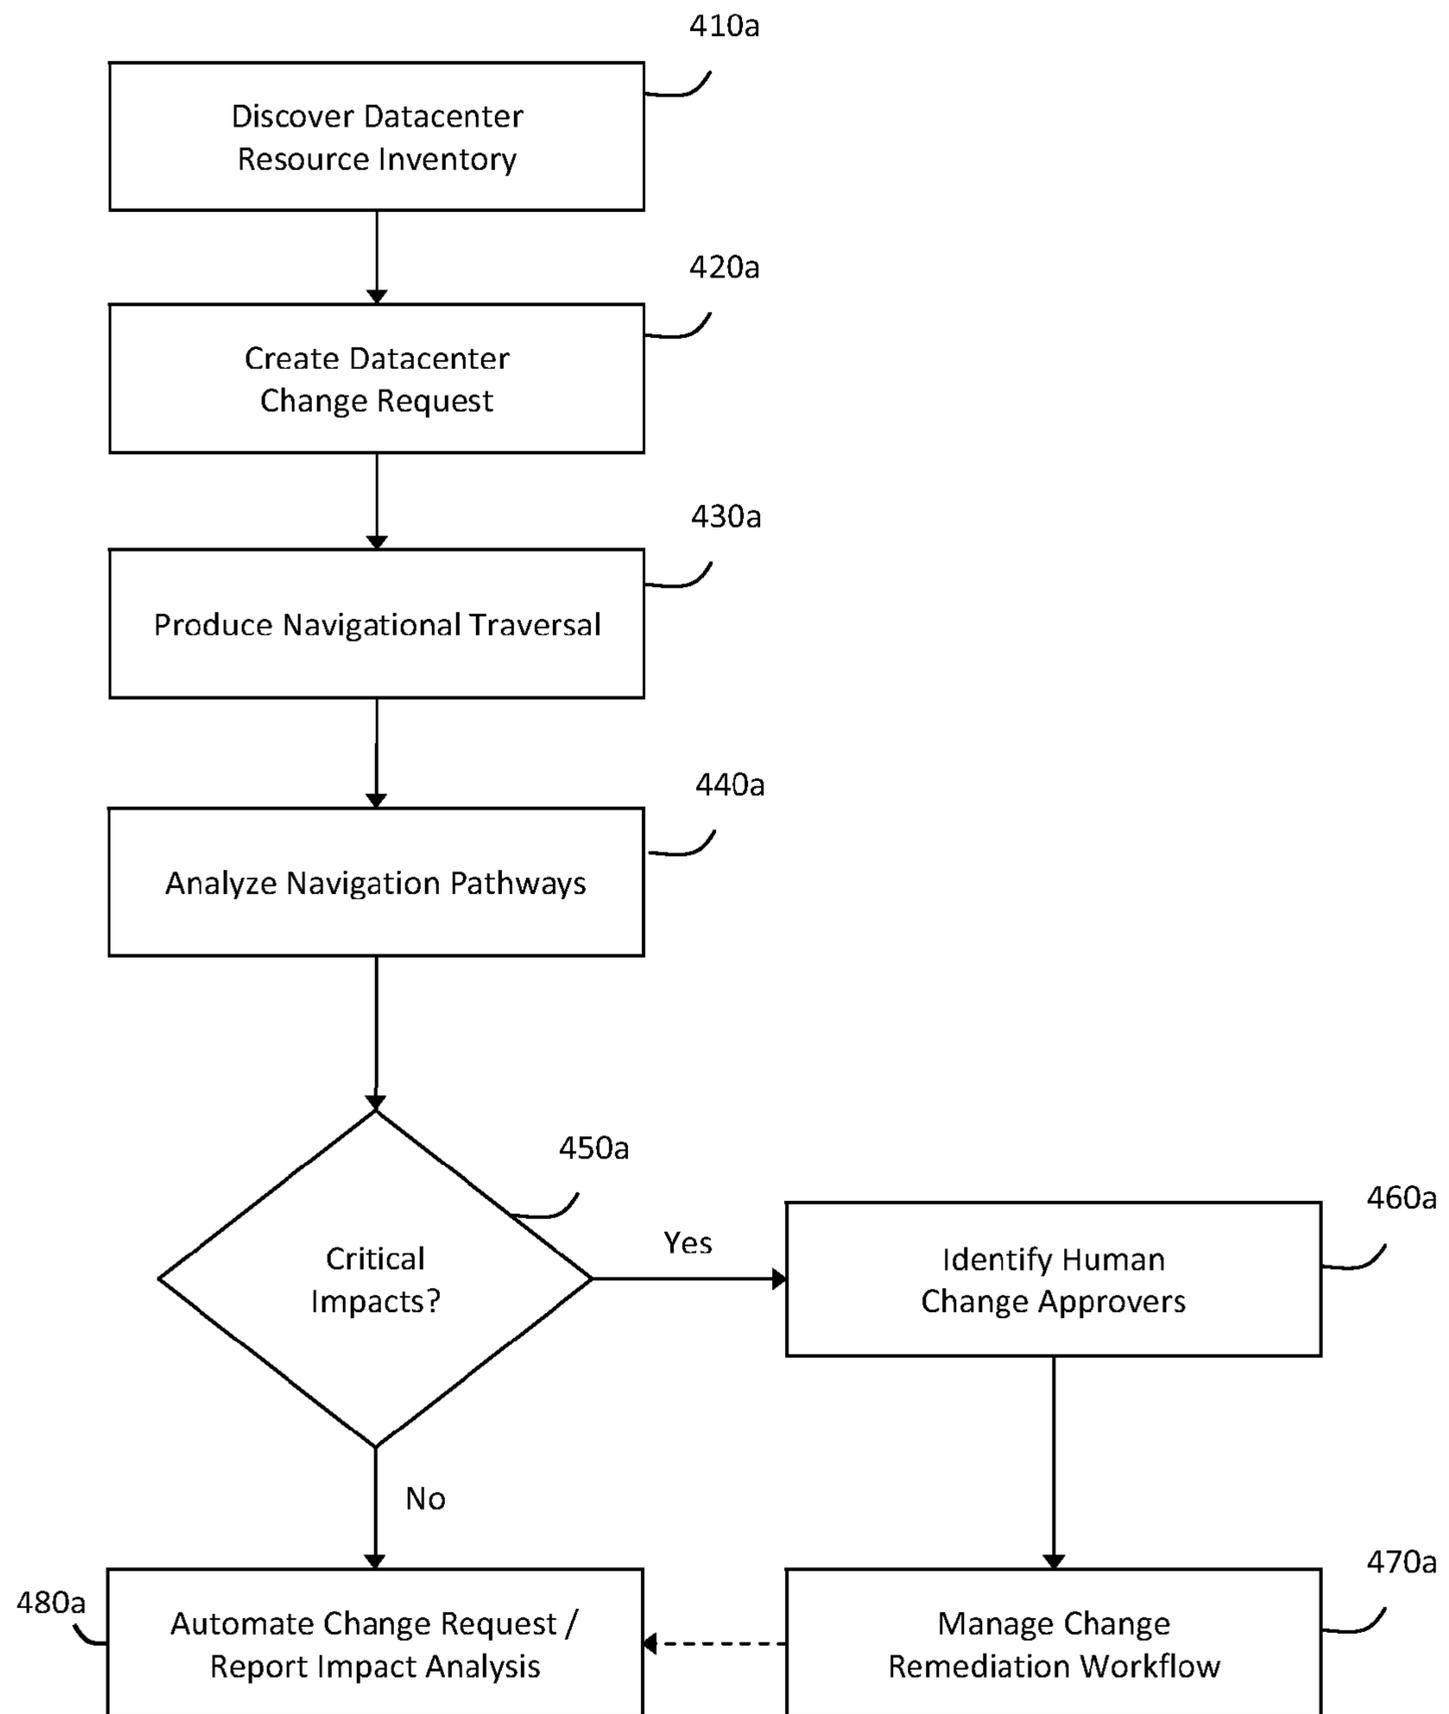 410a
Discover Datacenter
Resource Inventory
420a
Create Datacenter
Change Request
430a
Produce Navigational Traversal
440a
Analyze Navigation Pathways
450a
Critical
Impacts?
Yes
460a
Identify Human
Change Approvers
No
480a
Automate Change Request /
Report Impact Analysis
470a
Manage Change
Remediation Workflow